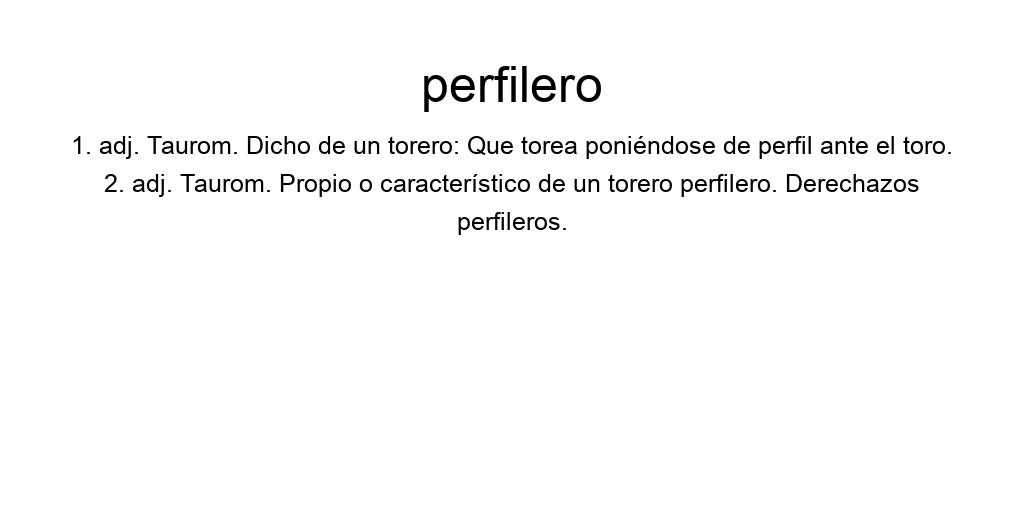 perfilero
1. adj. Taurom. Dicho de un torero: Que torea poniéndose de perfil ante el toro.
2. adj. Taurom. Propio o característico de un torero perfilero. Derechazos
perfileros.